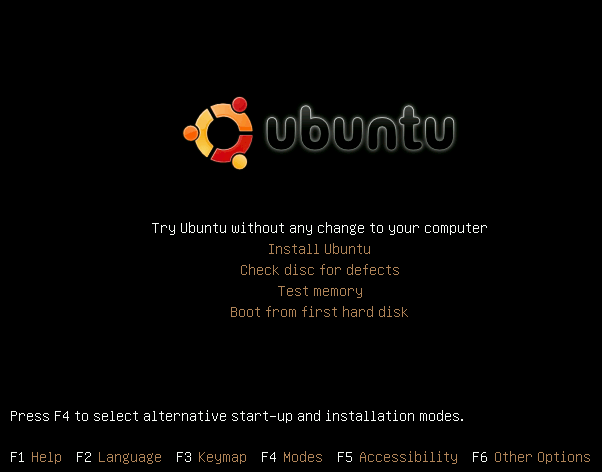 ubuntu
Try Ubuntu without any change to your computer
Install Ubuntu
Check disc for defects
Test memory
Boot from first hard disk
Press F4 to select alternative start-up and installation modes.
F1 Help F2 Language F3 Keymap F4 Modes F5 Accessibility F6 Other Options